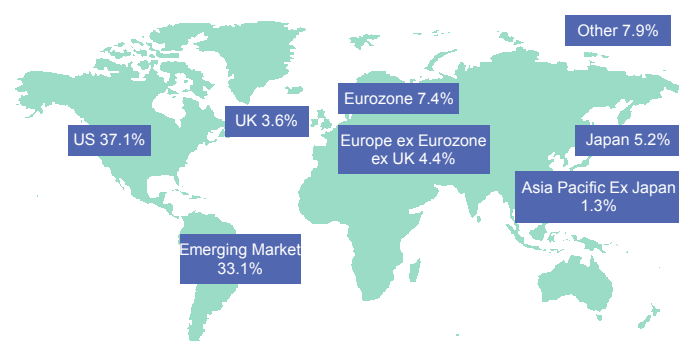 Other 7.9%
Eurozone 7.4%
UK 3.6%
US 37.1%
Europe ex Eurozone
ex UK 4.4%
Japan 5.2%
Asia Pacific Ex Japan
1.3%
Emerging Market
33.1%